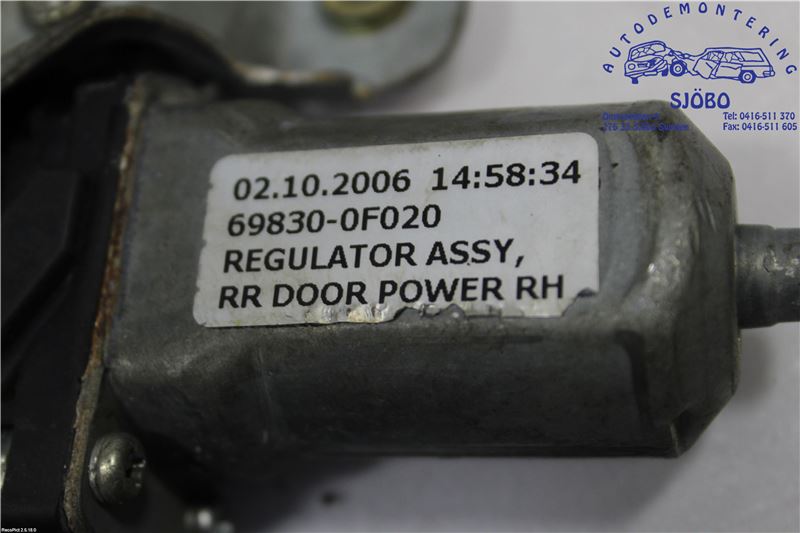 AUTODEMONTERING
SJÖBO
Tel: 0416-511 370
Fax: 0416-511 605
02.10.2006 14:58:34
69830-0F020
REGULATOR ASSY,
RR DOOR POWER RH